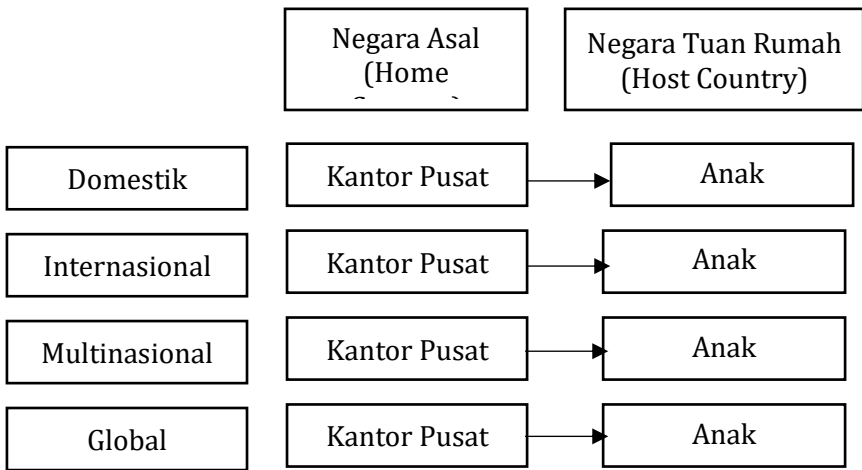 Negara Asal
(Home
Negara Tuan Rumah
(Host Country)
Domestik
Kantor Pusat
Anak
Internasional
Kantor Pusat
Anak
Multinasional
Kantor Pusat
Anak
Global
Kantor Pusat
Anak